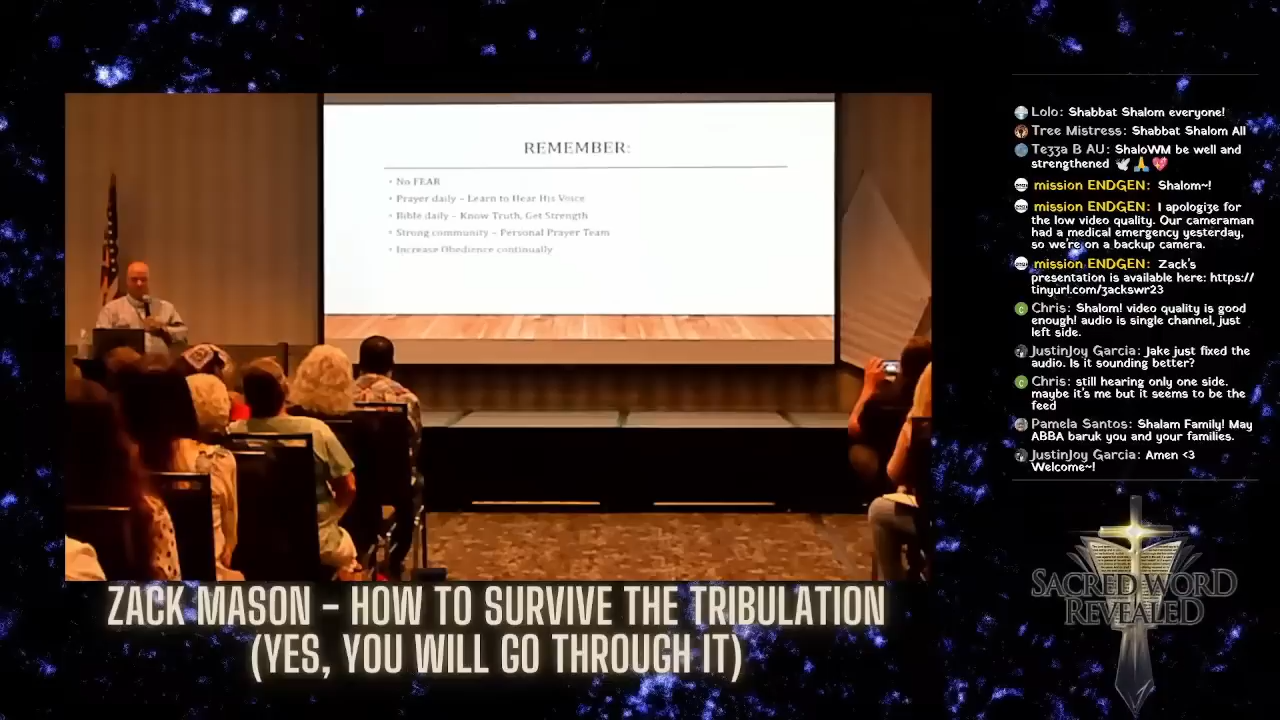 REMEMBER:
• No FEAR
• Prayer daily – Learn to Hear His Voice
• Bible daily – Know Truth, Get Strength
• Strong community – Personal Prayer Team
• Increase Obedience continually
ZACK MASON - HOW TO SURVIVE THE TRIBULATION
(YES, YOU WILL GO THROUGH IT)
Lolo: Shabbat Shalom everyone!
Tree Mistress: Shabbat Shalom All
Tezza B AU: ShaloWM be well and
strengthened 🕊️🙏💖
mission ENDGEN: Shalom~!
mission ENDGEN: I apologize for
the low video quality. Our cameraman
had a medical emergency yesterday,
so we're on a backup camera.
mission ENDGEN: Zack's
presentation is available here: https://
tinyurl.com/zackswr23
Chris: Shalom! video quality is good
enough! audio is single channel, just
left side.
JustinJoy Garcia: Jake just fixed the
audio. Is it sounding better?
Chris: still hearing only one side.
maybe it's me but it seems to be the
feed
Pamela Santos: Shalam Family! May
ABBA baruk you and your families.
JustinJoy Garcia: Amen <3
Welcome~!
SACRED WORD
REVEALED